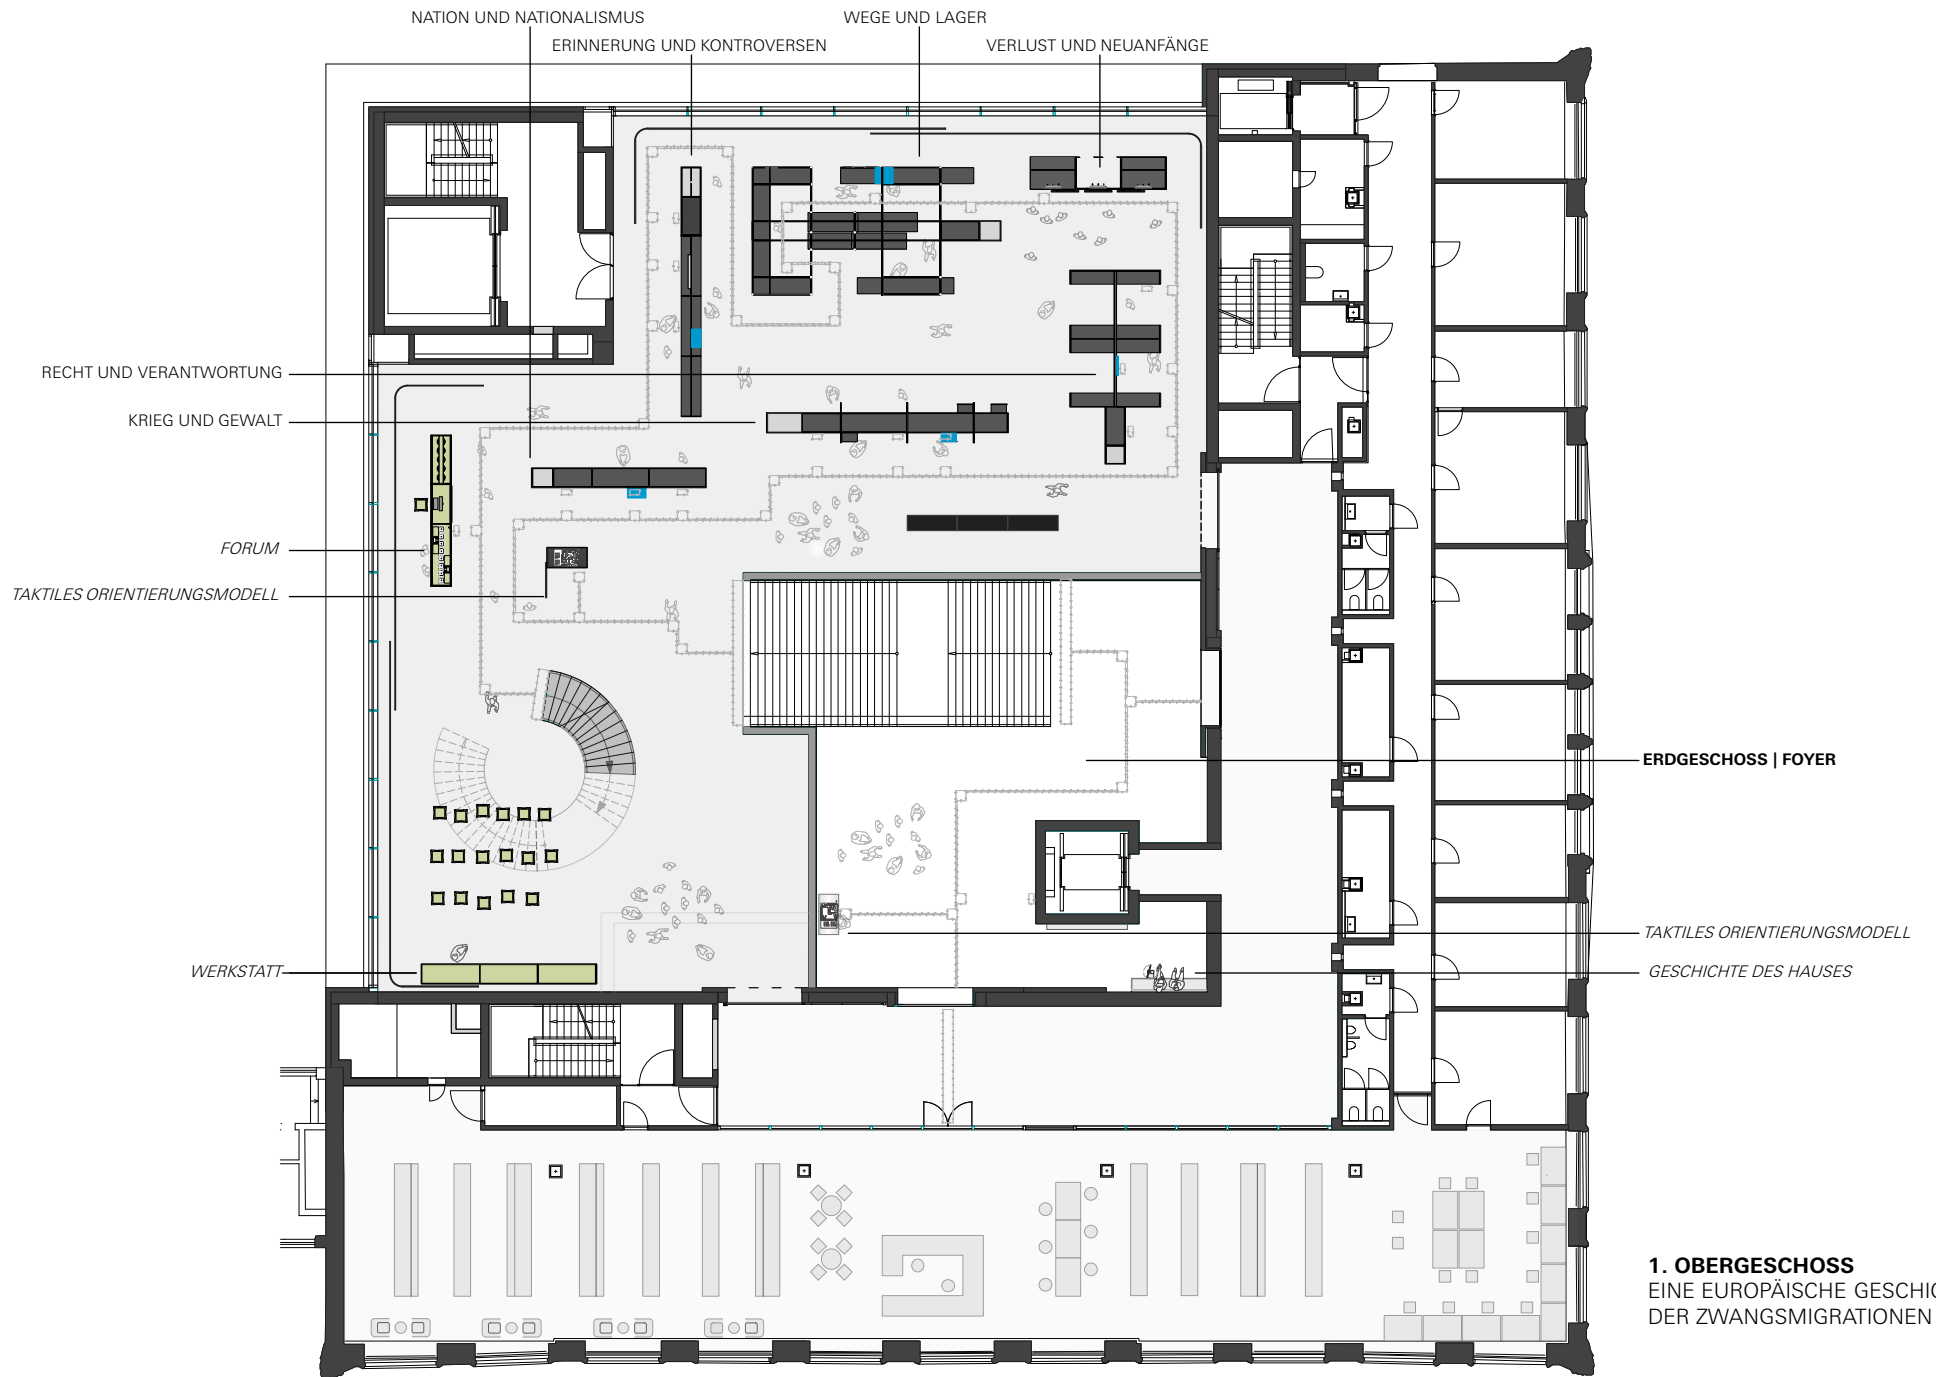 NATION UND NATIONALISMUS
WEGE UND LAGER
ERINNERUNG UND KONTROVERSEN
VERLUST UND NEUANFÄNGE
RECHT UND VERANTWORTUNG
KRIEG UND GEWALT
FORUM
TAKTILES ORIENTIERUNGSMODELL
ERDGESCHOSS | FOYER
TAKTILES ORIENTIERUNGSMODELL
WERKSTATT
GESCHICHTE DES HAUSES
1. OBERGESCHOSS
EINE EUROPÄISCHE GESCHIC
DER ZWANGSMIGRATIONEN